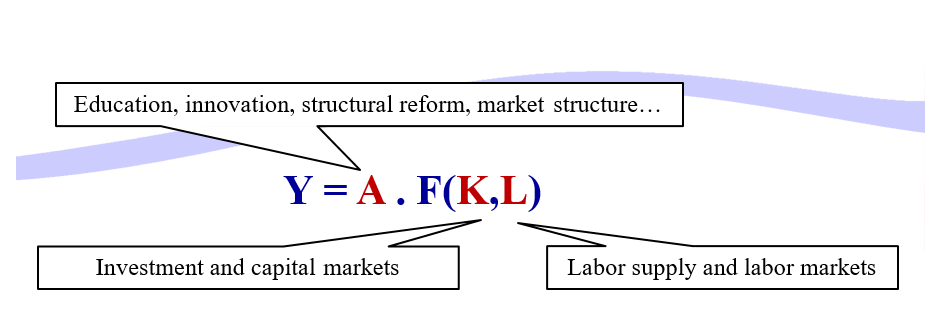 Education, innovation, structural reform, market structure…
Y = A . F(K,L)
Investment and capital markets
Labor supply and labor markets